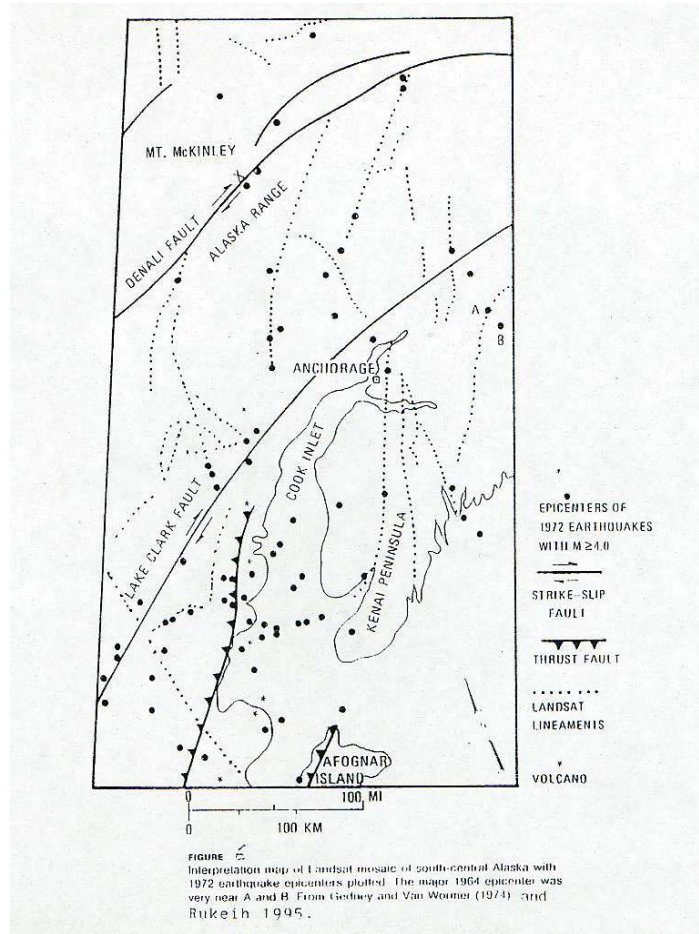 MT. McKINLEY
X
DENALI FAULT
ALASKA RANGE
A
B
ANCHORAGE
COOK INLET
LAKE CLARK FAULT
KENAI PENINSULA
AFOGNAR
ISLAND
EPICENTERS OF
1972 EARTHQUAKES
WITH M ≥4.0
STRIKE-SLIP
FAULT
THRUST FAULT
LANDSAT
LINEAMENTS
VOLCANO
0 100 MI
0 100 KM
FIGURE
Interpretation map of Landsat mosaic of south-central Alaska with
1972 earthquake epicenters plotted. The major 1964 epicenter was
very near A and B. From Gedney and Van Wormer (1974) and
Rukeih 1995.